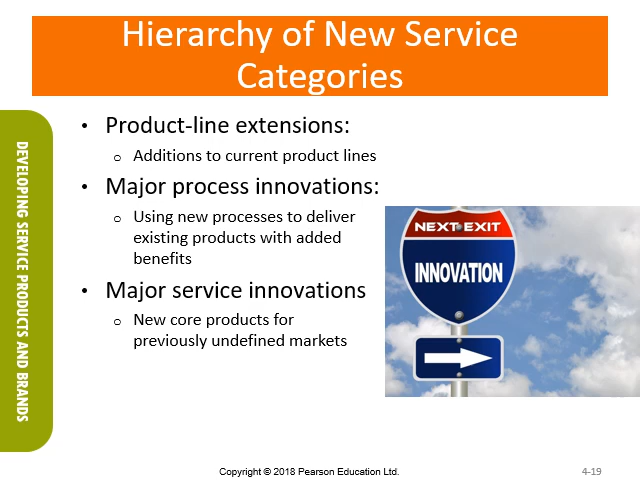 Hierarchy of New Service
Categories
DEVELOPING SERVICE PRODUCTS AND BRANDS
• Product-line extensions:
o Additions to current product lines
• Major process innovations:
o Using new processes to deliver
existing products with added
benefits
• Major service innovations
o New core products for
previously undefined markets
NEXT EXIT
INNOVATION
Copyright © 2018 Pearson Education Ltd.
4-19